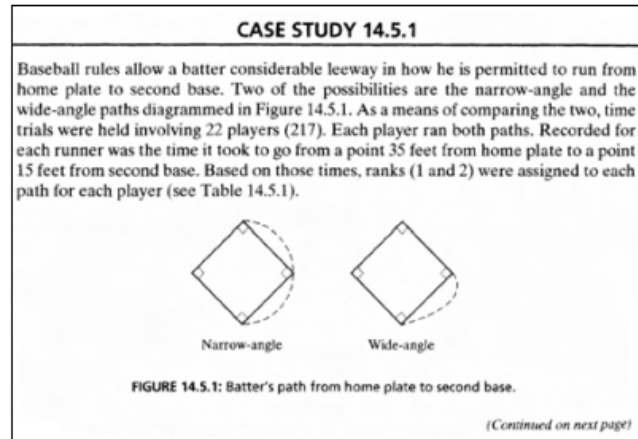 CASE STUDY 14.5.1
Baseball rules allow a batter considerable leeway in how he is permitted to run from
home plate to second base. Two of the possibilities are the narrow-angle and the
wide-angle paths diagrammed in Figure 14.5.1. As a means of comparing the two, time
trials were held involving 22 players (217). Each player ran both paths. Recorded for
each runner was the time it took to go from a point 35 feet from home plate to a point
15 feet from second base. Based on those times, ranks (1 and 2) were assigned to each
path for each player (see Table 14.5.1).
Narrow-angle
Wide-angle
FIGURE 14.5.1: Batter's path from home plate to second base.
(Continued on next page)